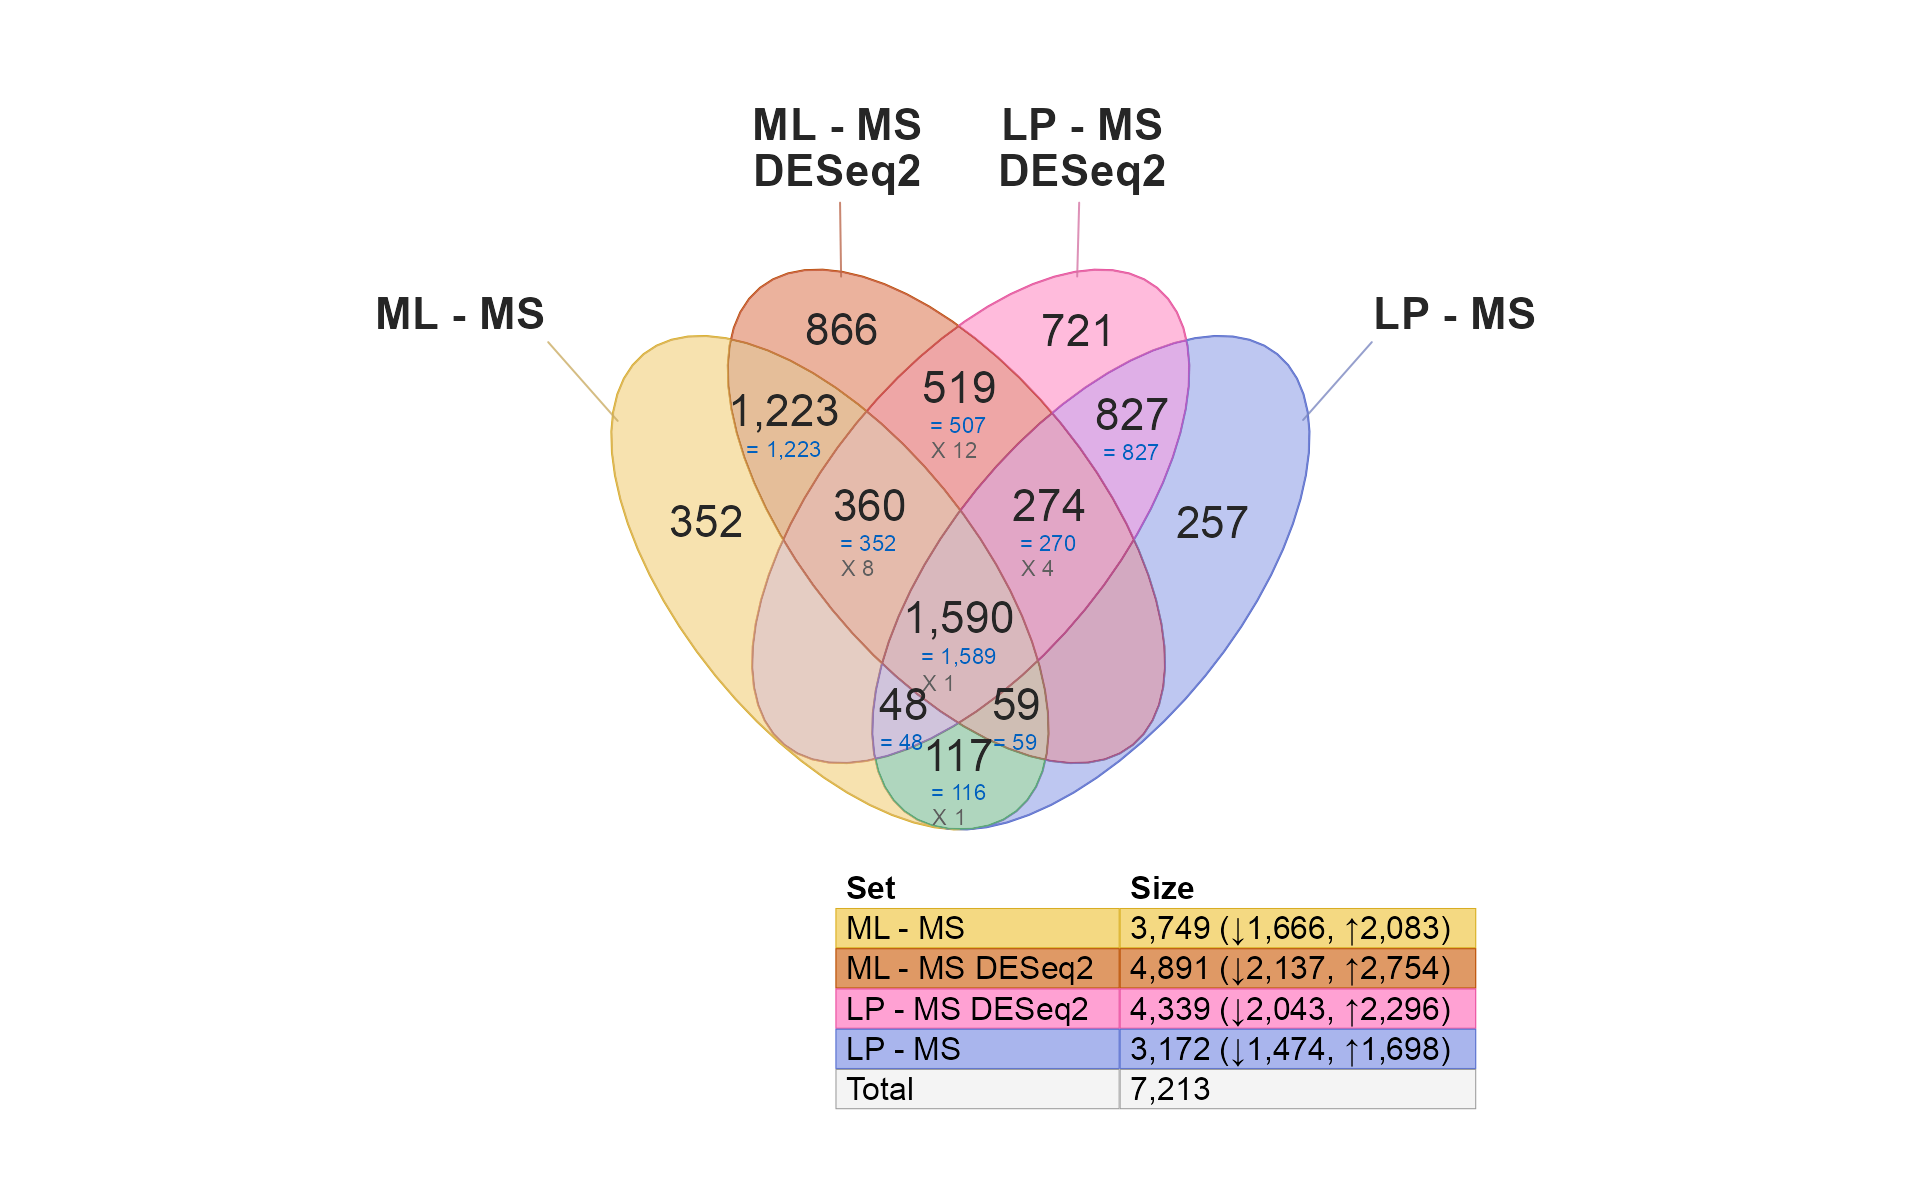 ML - MS
DESeq2
LP - MS
DESeq2
ML - MS
LP - MS
866
721
519
= 507
X 12
1,223
= 1,223
827
= 827
352
360
= 352
X 8
274
= 270
X 4
257
1,590
= 1,589
X 1
48
= 48
59
= 59
117
= 116
X 1
Set Size
ML - MS 3,749 (↓1,666, ↑2,083)
ML - MS DESeq2 4,891 (↓2,137, ↑2,754)
LP - MS DESeq2 4,339 (↓2,043, ↑2,296)
LP - MS 3,172 (↓1,474, ↑1,698)
Total 7,213